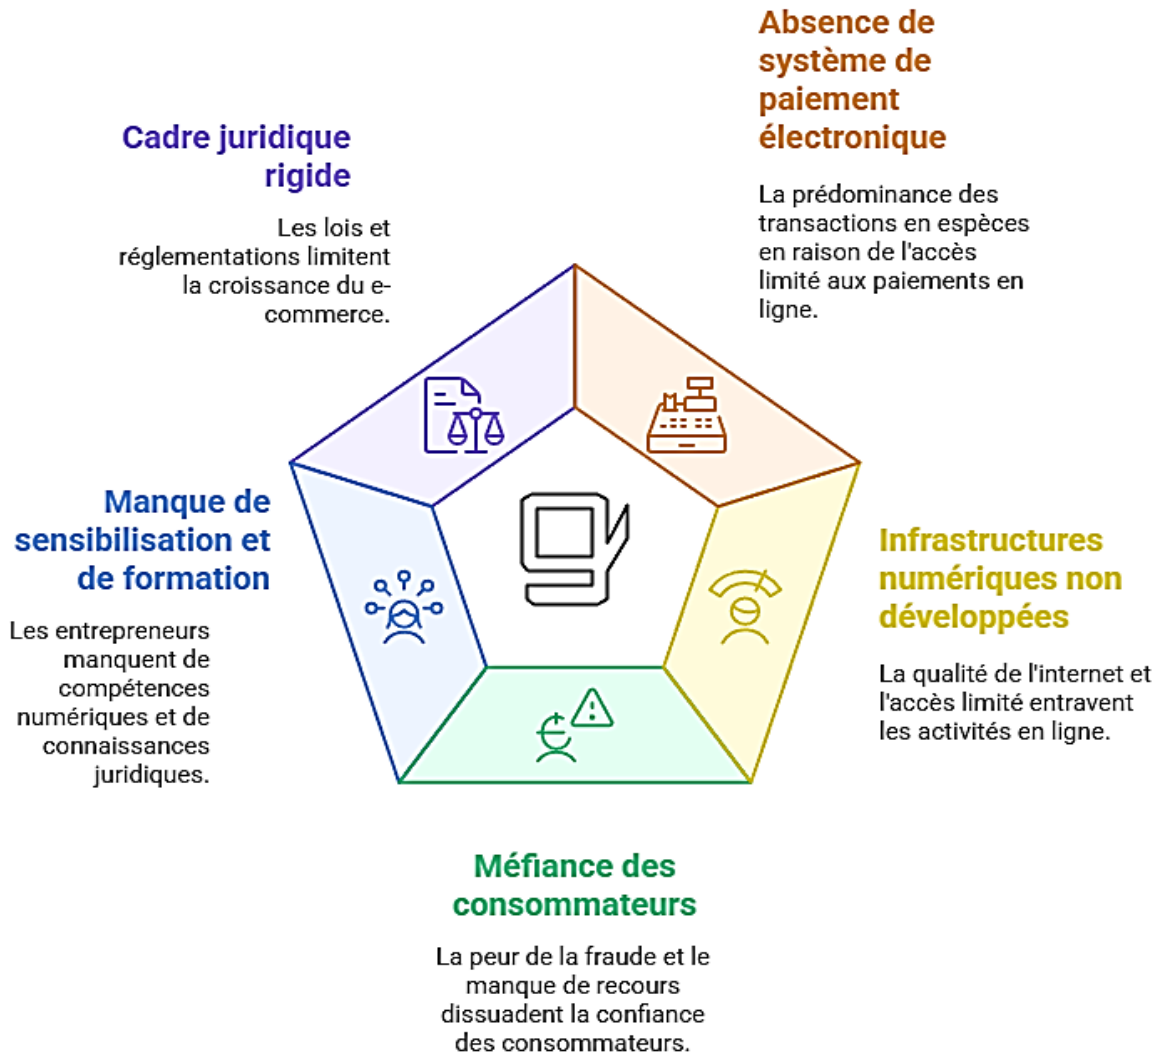 Absence de
système de
paiement
électronique
La prédominance des
transactions en espèces
en raison de l'accès
limité aux paiements en
ligne.
Cadre juridique
rigide
Les lois et
réglementations limitent
la croissance du e-
commerce.
Manque de
sensibilisation et
de formation
Les entrepreneurs
manquent de
compétences
numériques et de
connaissances
juridiques.
Infrastructures
numériques non
développées
La qualité de l'internet et
l'accès limité entravent
les activités en ligne.
Méfiance des
consommateurs
La peur de la fraude et le
manque de recours
dissuadent la confiance
des consommateurs.